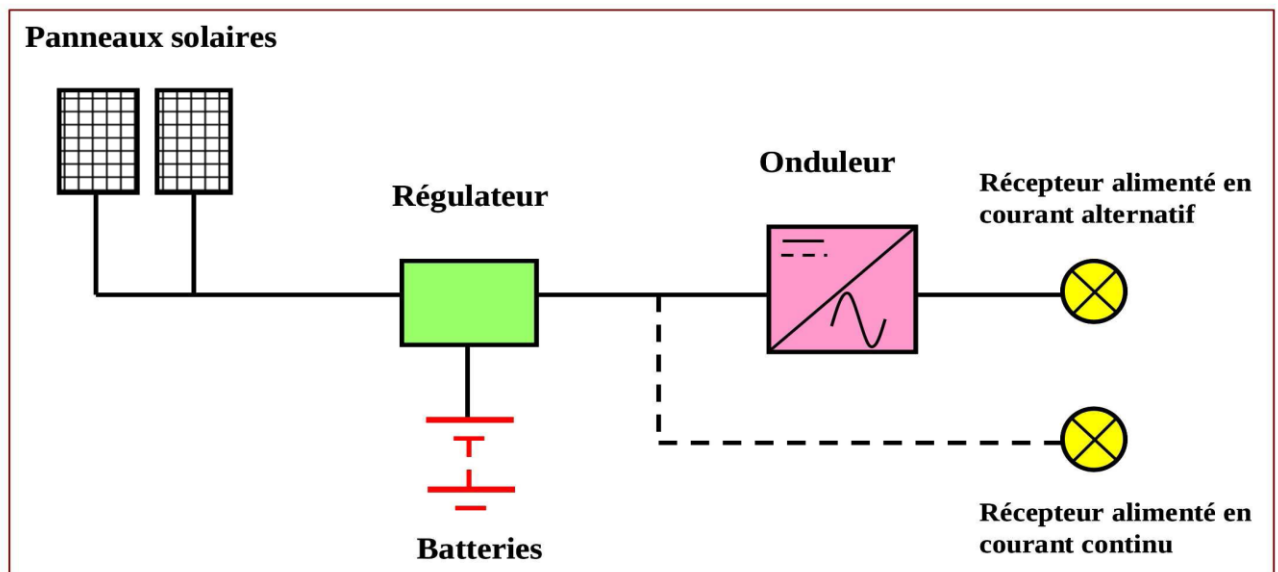 Panneaux solaires
Régulateur
Onduleur
Récepteur alimenté en
courant alternatif
Batteries
Récepteur alimenté en
courant continu